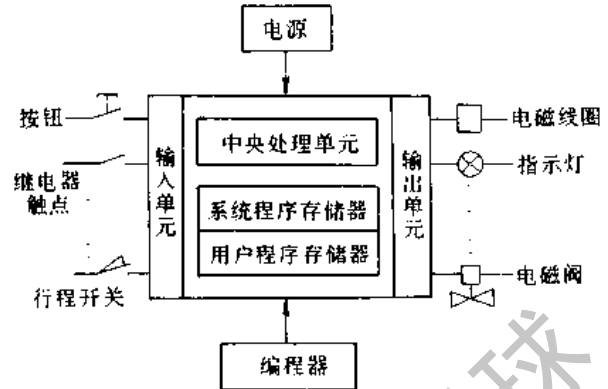 电源
按钮
继电器
触点
行程开关
输入单元
中央处理单元
系统程序存储器
用户程序存储器
输出单元
电磁线圈
指示灯
电磁阀
编程器
球